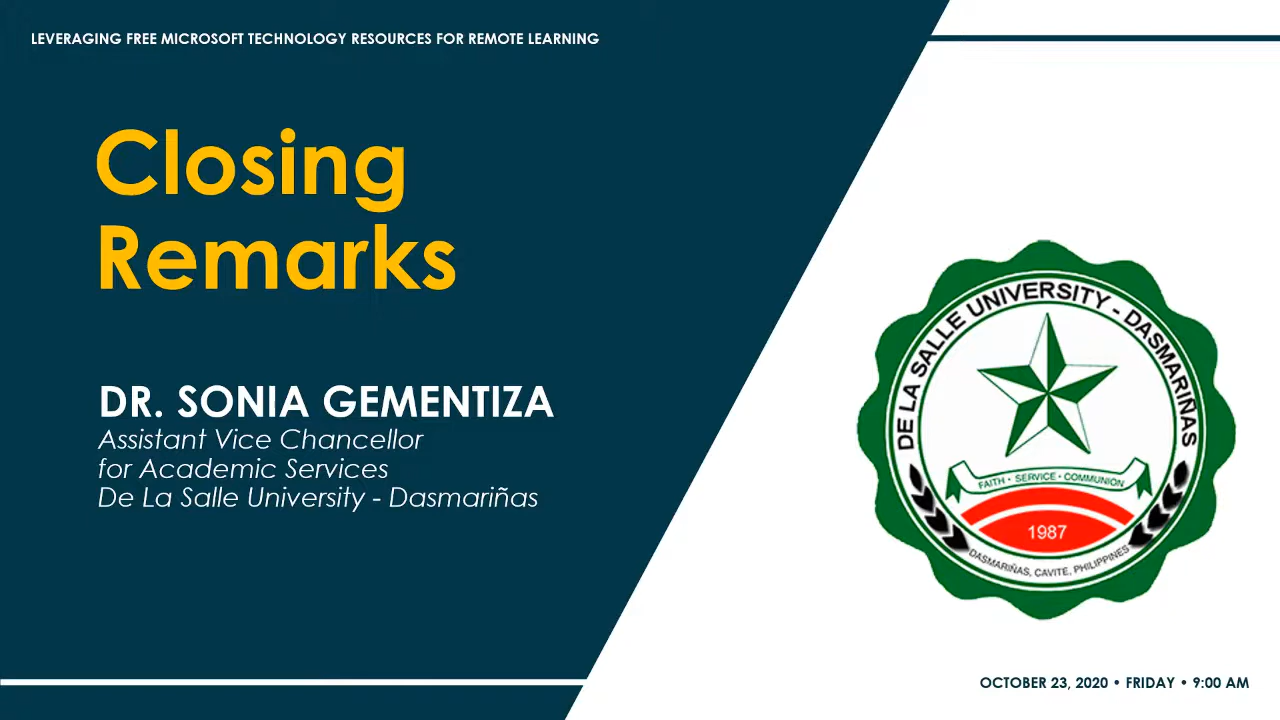 LEVERAGING FREE MICROSOFT TECHNOLOGY RESOURCES FOR REMOTE LEARNING
Closing
Remarks
DR. SONIA GEMENTIZA
Assistant Vice Chancellor
for Academic Services
De La Salle University - Dasmariñas
DE LA SALLE UNIVERSITY - DASMARIÑAS
FAITH • SERVICE • COMMUNION
1987
DASMARIÑAS, CAVITE, PHILIPPINES
OCTOBER 23, 2020 • FRIDAY • 9:00 AM